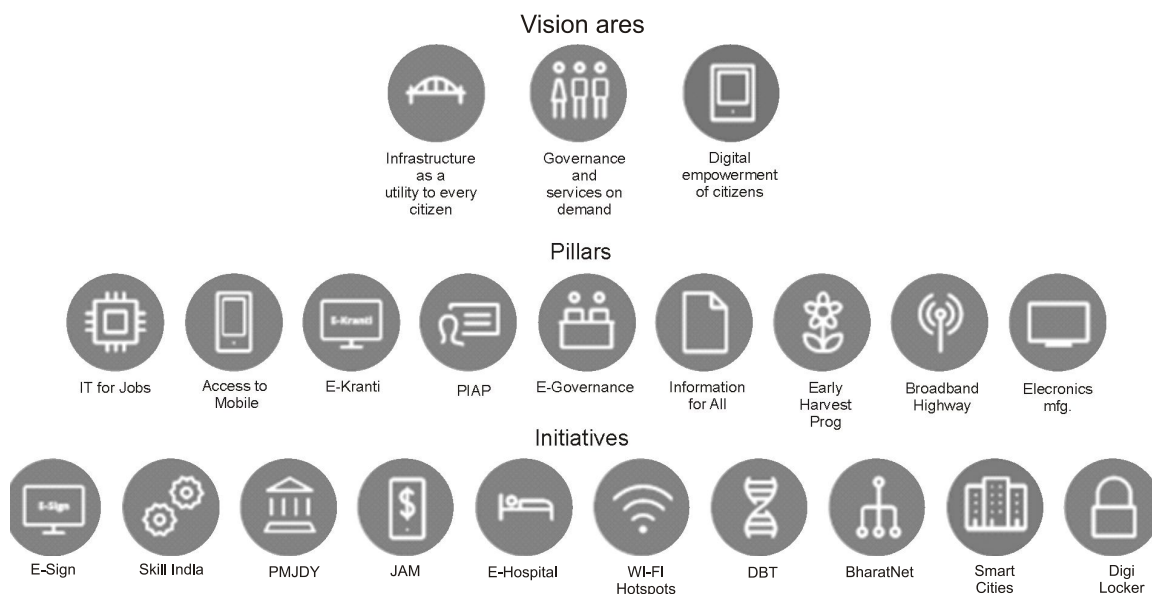 Vision ares
Infrastructure
as a
utility to every
citizen
Governance
and
services on
demand
Digital
empowerment
of citizens
Pillars
E-Kranti
IT for Jobs
Access to
Mobile
E-Kranti
PIAP
E-Governance
Information
for All
Early
Harvest
Prog
Broadband
Highway
Elecronics
mfg.
Initiatives
E-Sign
E-Sign
Skill Indla
PMJDY
JAM
$
E-Hospital
WI-FI
Hotspots
DBT
BharatNet
Smart
Cities
Digi
Locker